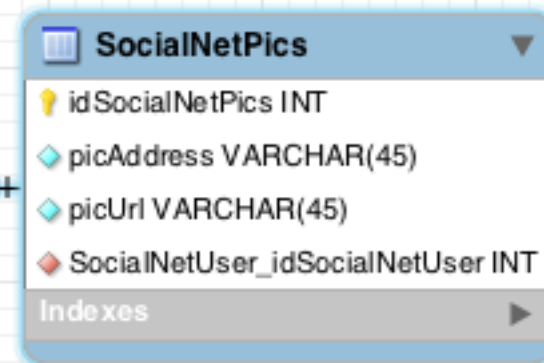 SocialNetPics
idSocialNetPics INT
picAddress VARCHAR(45)
picUrl VARCHAR(45)
SocialNetUser_idSocialNetUser INT
Indexes